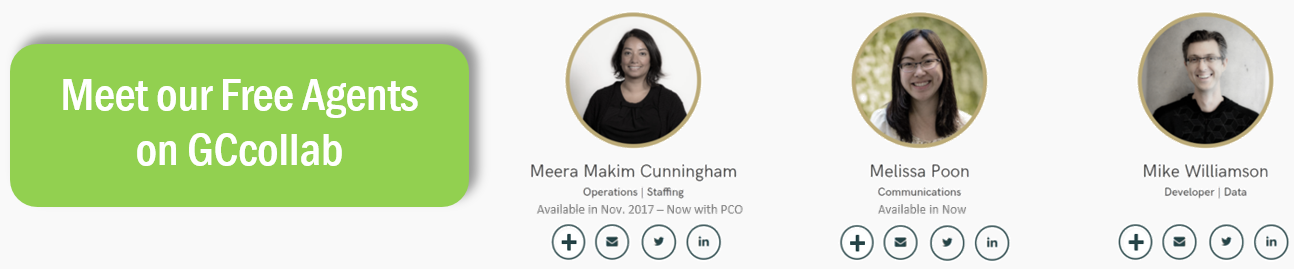 Meet our Free Agents
on GCcollab
Meera Makim Cunningham
Operations | Staffing
Available in Nov. 2017 – Now with PCO
Melissa Poon
Communications
Available in Now
Mike Williamson
Developer | Data